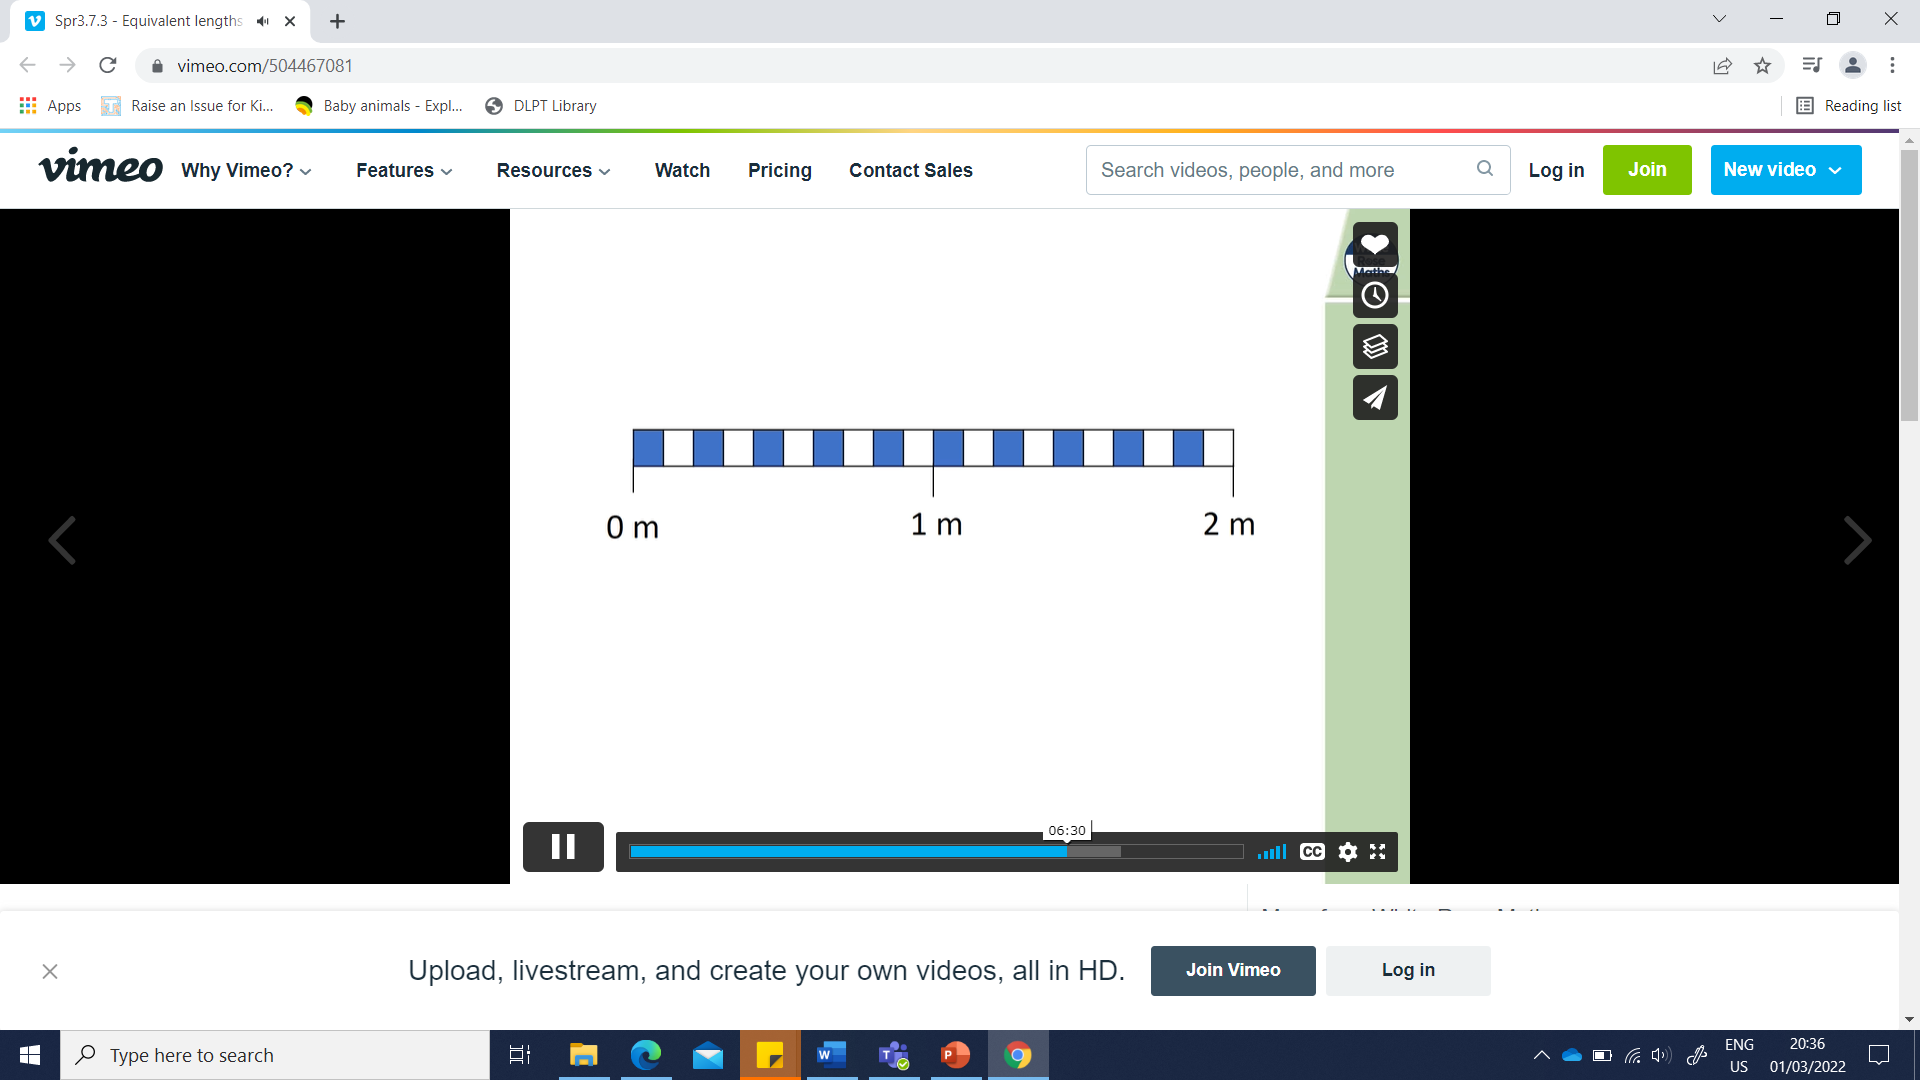 Spr3.7.3 - Equivalent lengths
vimeo.com/504467081
Apps
Raise an Issue for Ki...
Baby animals - Expl...
DLPT Library
Reading list
vimeo
Why Vimeo?
Features
Resources
Watch
Pricing
Contact Sales
Search videos, people, and more
Log in
Join
New video
Maths
0 m
1 m
2 m
06:30
CC
Upload, livestream, and create your own videos, all in HD.
Join Vimeo
Log in
Type here to search
ENG
US
20:36
01/03/2022